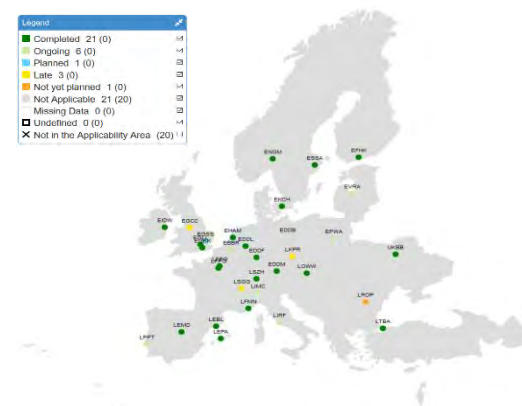 Legend
Completed 21 (0)
Ongoing 6 (0)
Planned 1 (0)
Late 3 (0)
Not yet planned 1 (0)
Not Applicable 21 (20)
Missing Data 0 (0)
Undefined 0 (0)
Not in the Applicability Area (20)
ENGM
ESSA
EFHK
EVRA
EKCH
EIDW
EGCC
EGSS
EHAM
EDDB
EPWA
EBBR
EDDL
EDDF
LKPR
UKBB
LSZH
EDDM
LOWW
LSGG
LIMC
LROP
LFMN
LIRF
LTBA
LEBL
LEMD
LEPA
LPPT